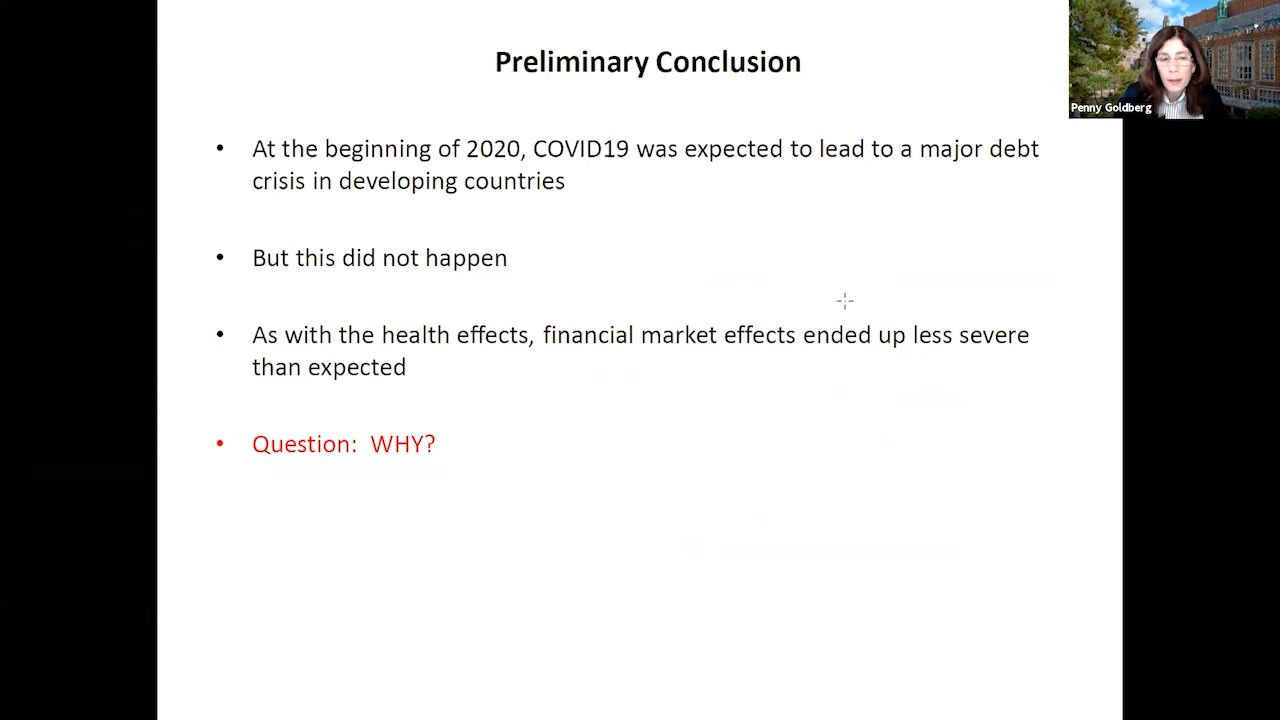 Preliminary Conclusion
Penny Goldberg
• At the beginning of 2020, COVID19 was expected to lead to a major debt
crisis in developing countries
• But this did not happen
• As with the health effects, financial market effects ended up less severe
than expected
• Question: WHY?